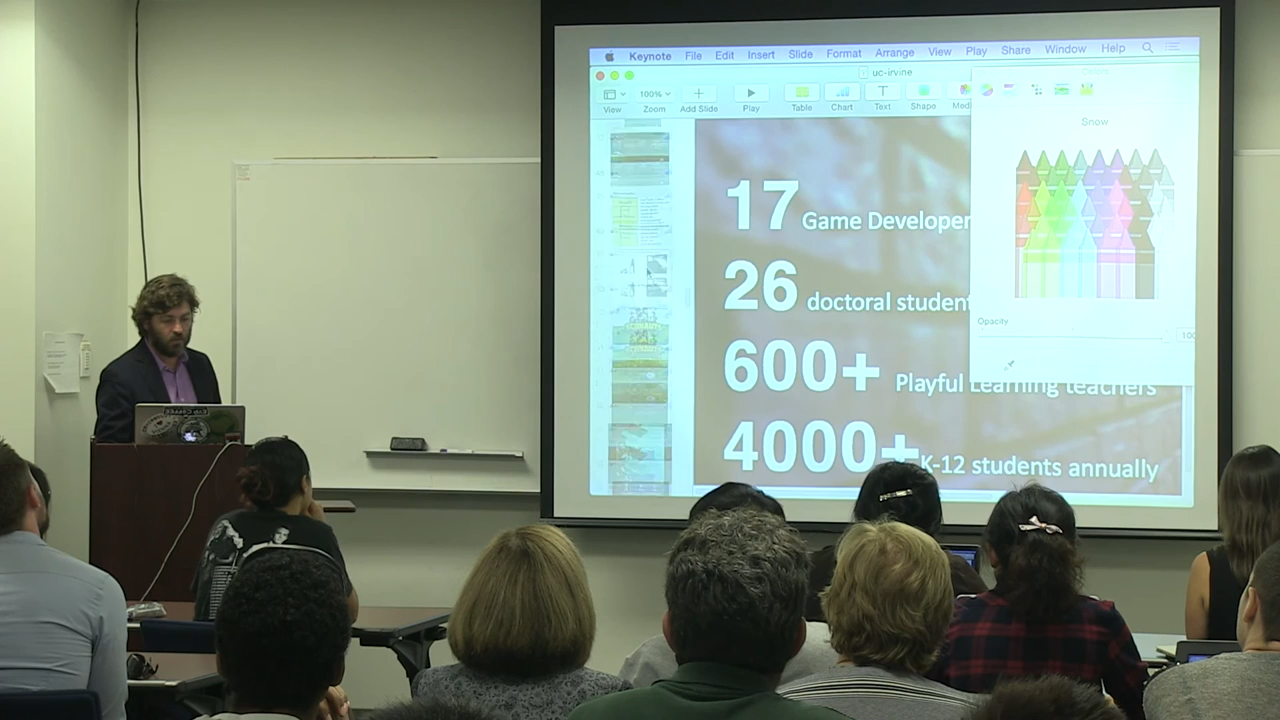 Keynote File Edit Insert Slide Format Arrange View Play Share Window Help
uc-irvine
Colors
100%
View Zoom Add Slide Play Table Chart Text Shape
Snow
17 Game Developer
26 doctoral student
Opacity
600+ Playful Learning teachers
4000+ K-12 students annually